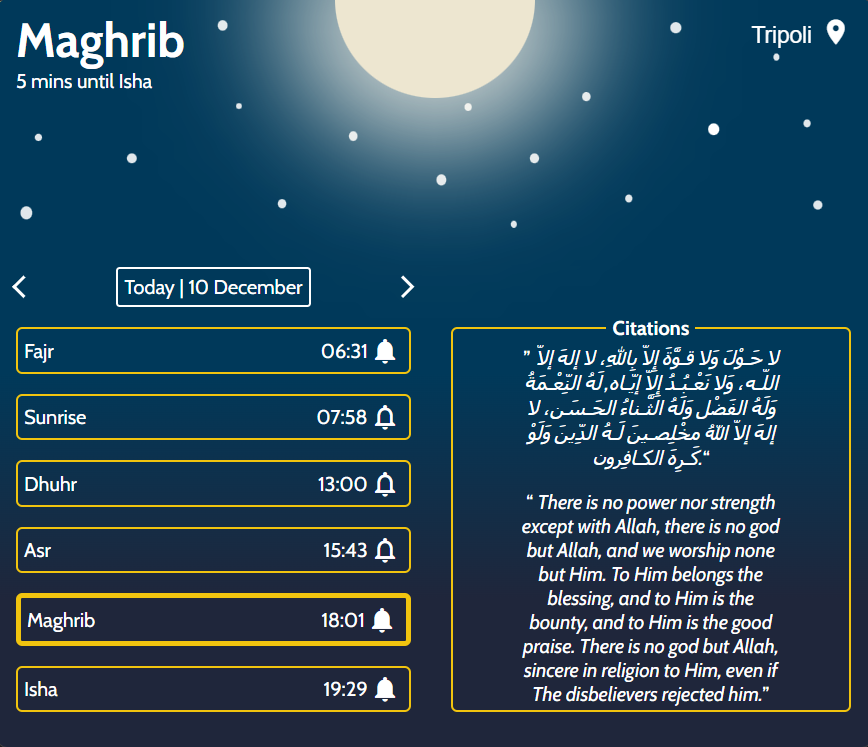 Maghrib
5 mins until Isha
Tripoli
Today | 10 December
Fajr 06:31
Sunrise 07:58
Dhuhr 13:00
Asr 15:43
Maghrib 18:01
Isha 19:29
Citations
” لا حَـوْلَ وَلا قـوَّةَ إِلاّ بِاللهِ، لا إلهَ إلاّ
اللّـه، وَلا نَعْـبُـدُ إِلاّ إيّـاه, لَهُ النِّعْـمَةُ
وَلَهُ الفَضْل وَلَهُ الثَّـناءُ الحَـسَـن، لا
إلهَ إلاّ اللهُ مخْلِصـينَ لَـهُ الدِّينَ وَلَوْ
كَـرِهَ الكـافِرون.“
“ There is no power nor strength
except with Allah, there is no god
but Allah, and we worship none
but Him. To Him belongs the
blessing, and to Him is the
bounty, and to Him is the good
praise. There is no god but Allah,
sincere in religion to Him, even if
The disbelievers rejected him.”